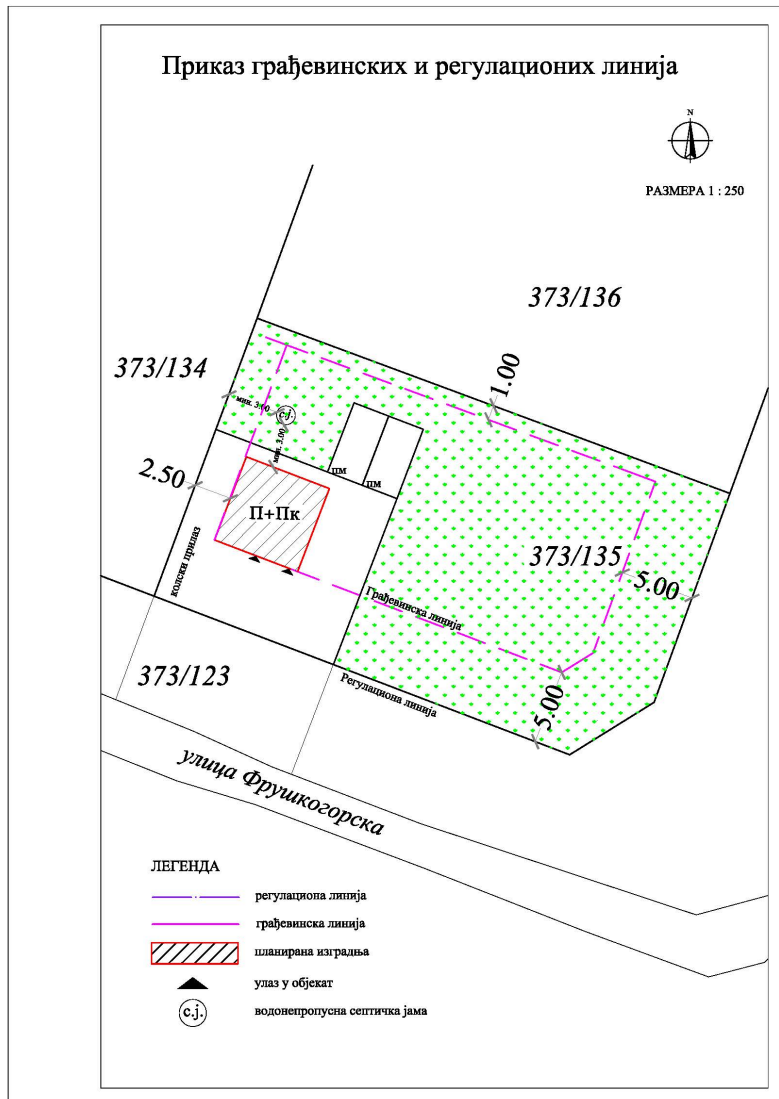 Приказ грађевинских и регулационих линија
N
РАЗМЕРА 1 : 250
373/136
373/134
1.00
мин. 3.00
с.ј.
мин. 3.00
пм
пм
2.50
П+Пк
373/135
5.00
колски прилаз
Грађевинска линија
373/123
Регулациона линија
5.00
улица Фрушкогорска
ЛЕГЕНДА
регулациона линија
грађевинска линија
планирана изградња
улаз у објекат
с.ј.
водонепропусна септичка јама